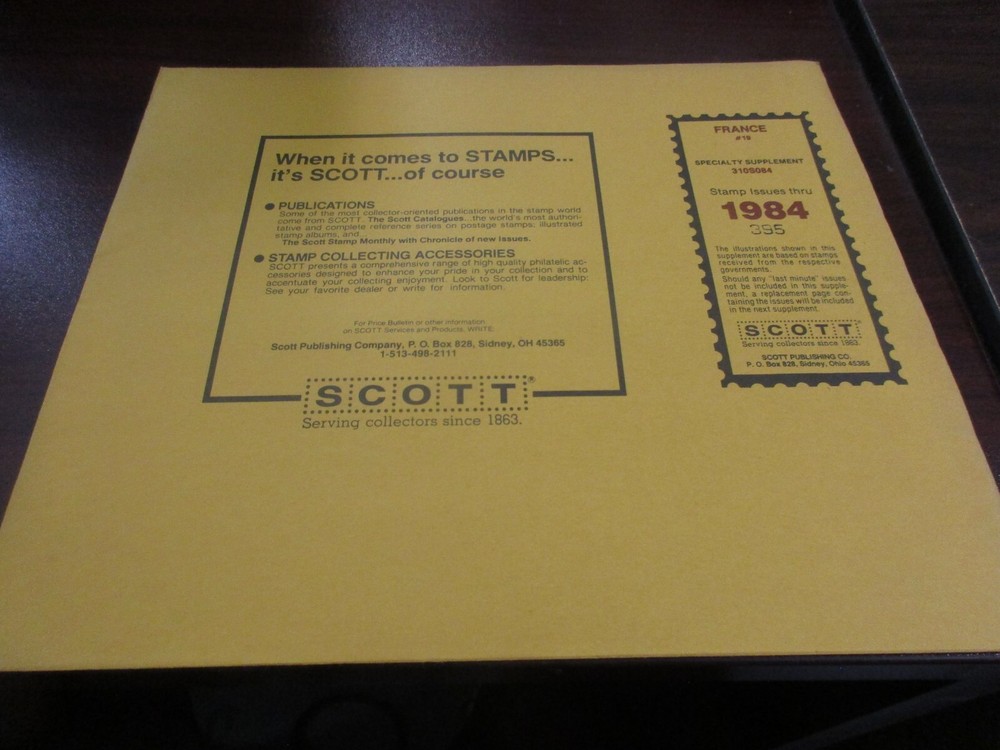 When it comes to STAMPS...
it's SCOTT...of course
● PUBLICATIONS
Some of the most collector-oriented publications in the stamp world
come from SCOTT. The Scott Catalogues...the world's most authori-
tative and complete reference series on postage stamps; illustrated
stamp albums, and...
The Scott Stamp Monthly with Chronicle of new issues.
● STAMP COLLECTING ACCESSORIES
SCOTT presents a comprehensive range of high quality philatelic ac-
cessories designed to enhance your pride in your collection and to
accentuate your collecting enjoyment. Look to Scott for leadership.
See your favorite dealer or write for information.
For Price Bulletin or other information
on SCOTT Services and Products, WRITE:
Scott Publishing Company, P. O. Box 828, Sidney, OH 45365
1-513-498-2111
SCOTT®
Serving collectors since 1863.
FRANCE
SPECIALTY SUPPLEMENT
310S084
Stamp Issues thru
1984
395
The illustrations shown in this
supplement are based on stamps
received from the respective
governments.
Should any "last minute" issues
not be included in this supple-
ment, a replacement page con-
taining the issues will be included
in the next supplement.
SCOTT®
Serving collectors since 1863.
SCOTT PUBLISHING CO.
P. O. Box 828, Sidney, Ohio 45365